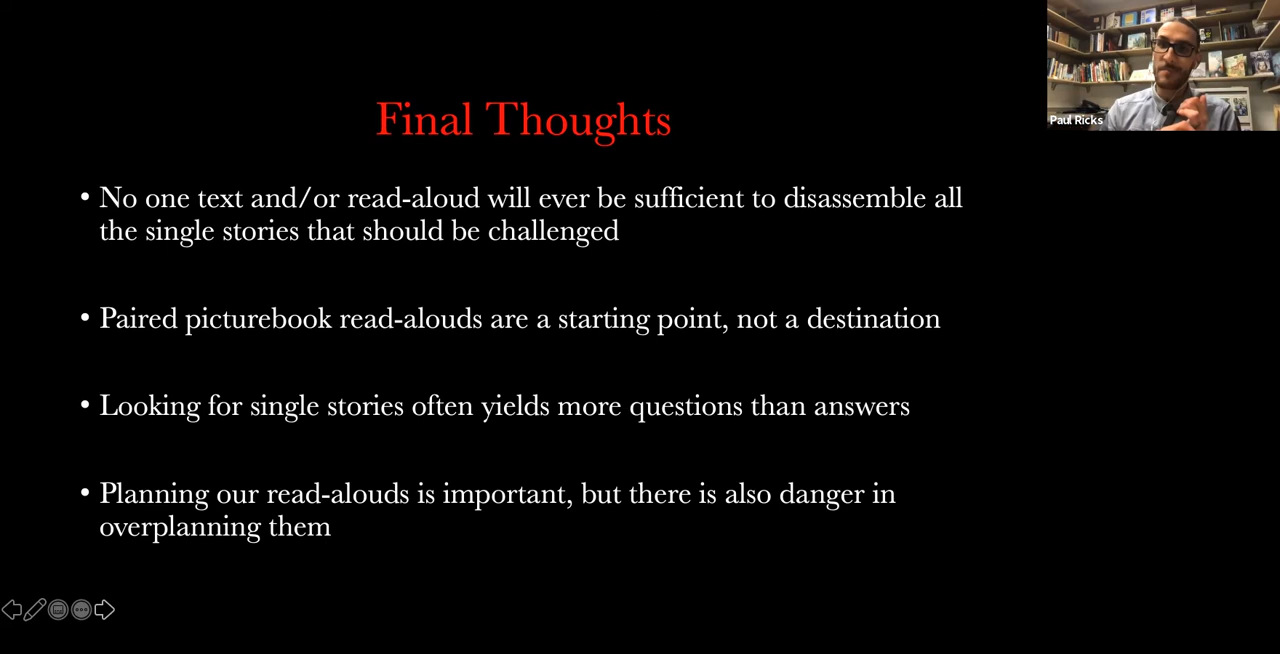 Final Thoughts
• No one text and/or read-aloud will ever be sufficient to disassemble all
the single stories that should be challenged
• Paired picturebook read-alouds are a starting point, not a destination
• Looking for single stories often yields more questions than answers
• Planning our read-alouds is important, but there is also danger in
overplanning them
Paul Ricks